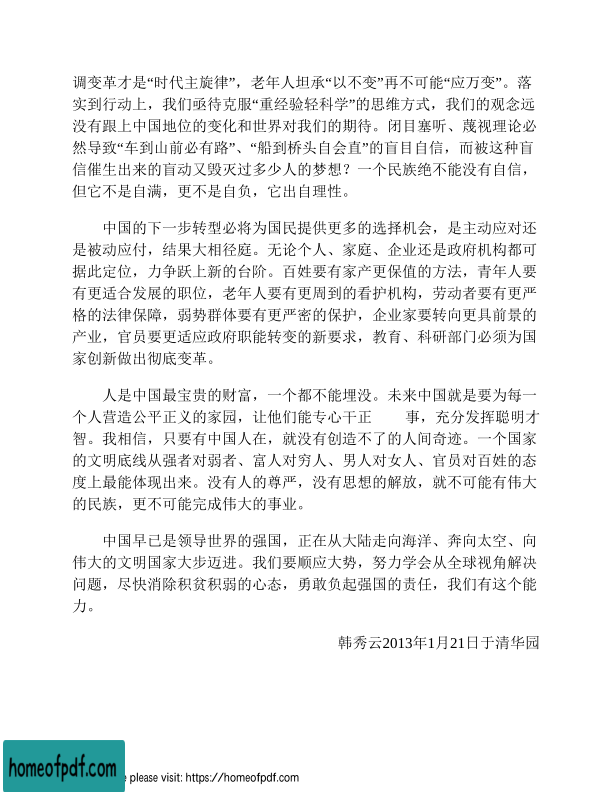 调变革才是“时代主旋律”，老年人坦承“以不变”再不可能“应万变”。落
实到行动上，我们亟待克服“重经验轻科学”的思维方式，我们的观念远
没有跟上中国地位的变化和世界对我们的期待。闭目塞听、蔑视理论必
然导致“车到山前必有路”、“船到桥头自会直”的盲目自信，而被这种盲
信催生出来的盲动又毁灭过多少人的梦想？一个民族绝不能没有自信，
但它不是自满，更不是自负，它出自理性。
中国的下一步转型必将为国民提供更多的选择机会，是主动应对还
是被动应付，结果大相径庭。无论个人、家庭、企业还是政府机构都可
据此定位，力争跃上新的台阶。百姓要有家产更保值的方法，青年人要
有更适合发展的职位，老年人要有更周到的看护机构，劳动者要有更严
格的法律保障，弱势群体要有更严密的保护，企业家要转向更具前景的
产业，官员要更适应政府职能转变的新要求，教育、科研部门必须为国
家创新做出彻底变革。
人是中国最宝贵的财富，一个都不能埋没。未来中国就是要为每一
个人营造公平正义的家园，让他们能专心干正 事，充分发挥聪明才
智。我相信，只要有中国人在，就没有创造不了的人间奇迹。一个国家
的文明底线从强者对弱者、富人对穷人、男人对女人、官员对百姓的态
度上最能体现出来。没有人的尊严，没有思想的解放，就不可能有伟大
的民族，更不可能完成伟大的事业。
中国早已是领导世界的强国，正在从大陆走向海洋、奔向太空、向
伟大的文明国家大步迈进。我们要顺应大势，努力学会从全球视角解决
问题，尽快消除积贫积弱的心态，勇敢负起强国的责任，我们有这个能
力。
韩秀云2013年1月21日于清华园
homeofpdf.com
e please visit: https://homeofpdf.com